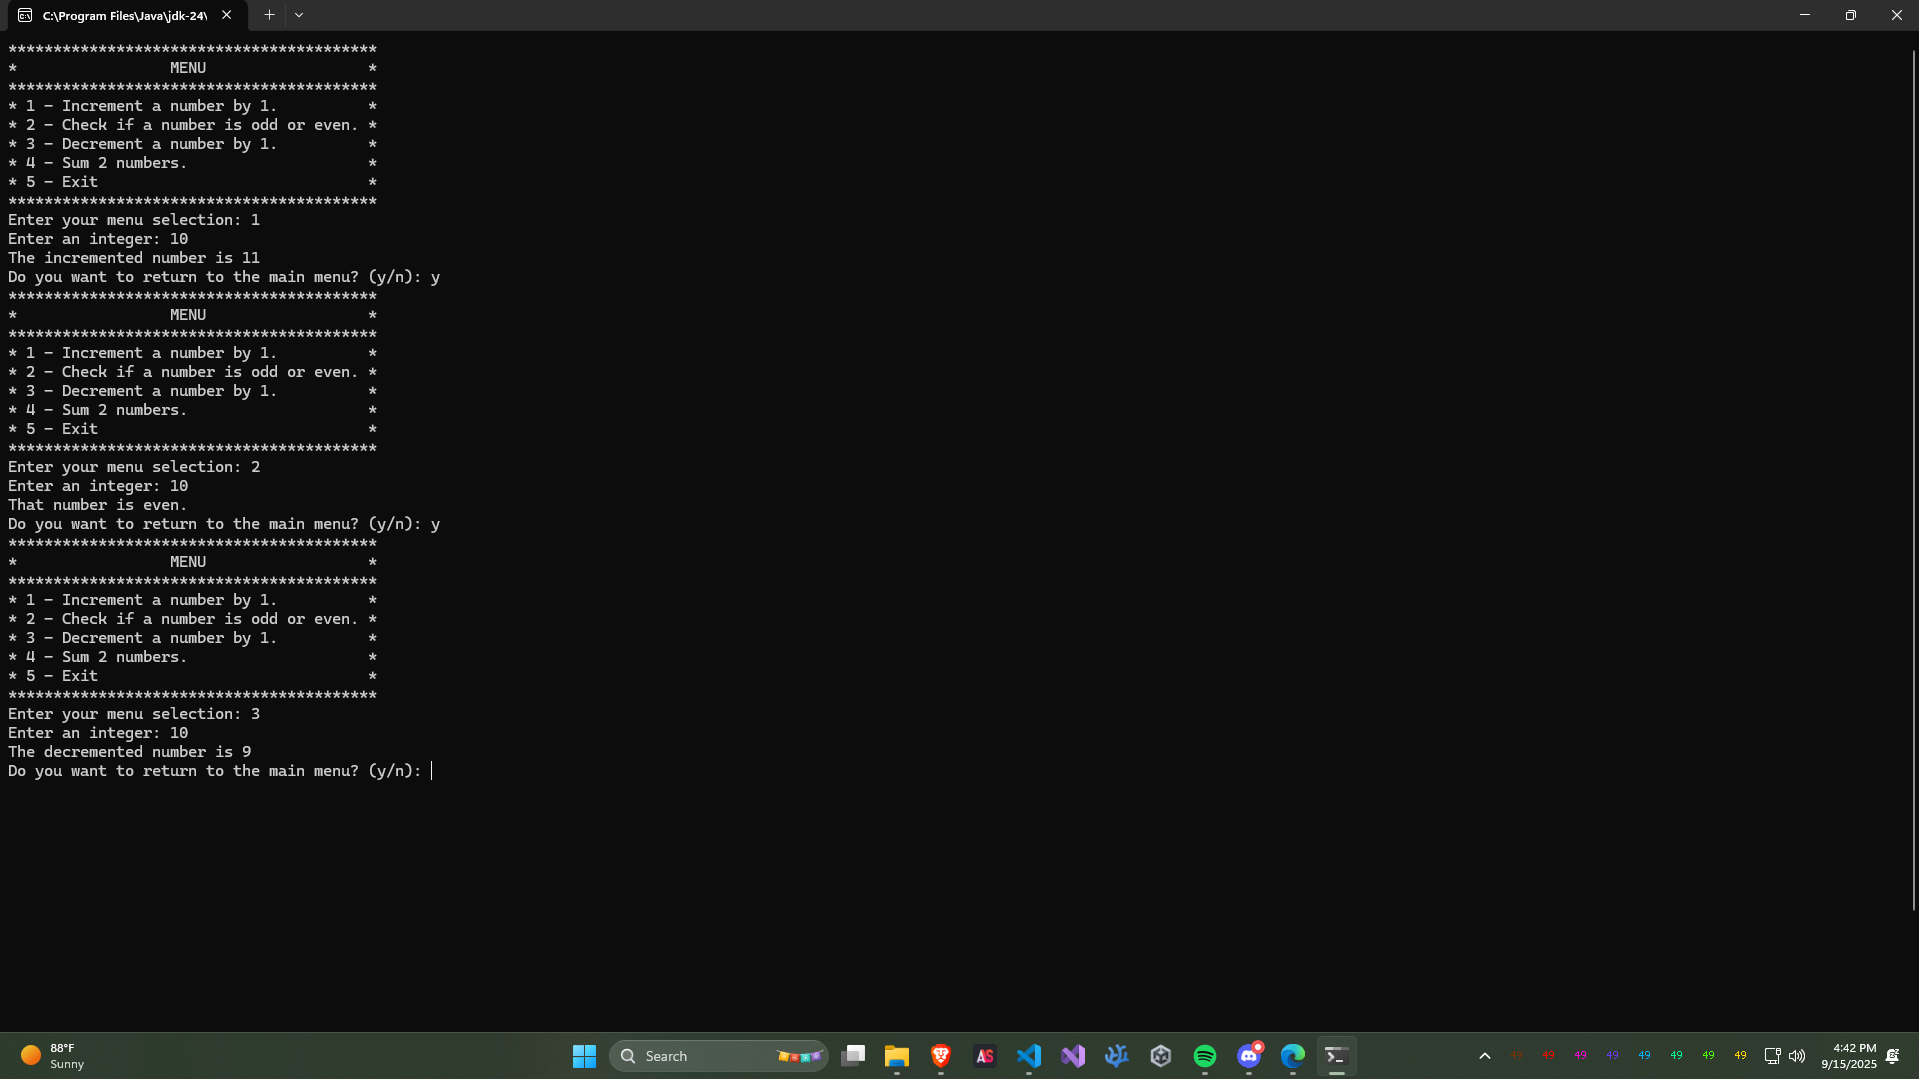 C:\Program Files\Java\jdk-24\
*****************************************
*                 MENU                  *
*****************************************
* 1 - Increment a number by 1.          *
* 2 - Check if a number is odd or even. *
* 3 - Decrement a number by 1.          *
* 4 - Sum 2 numbers.                    *
* 5 - Exit                              *
*****************************************
Enter your menu selection: 1
Enter an integer: 10
The incremented number is 11
Do you want to return to the main menu? (y/n): y
*****************************************
*                 MENU                  *
*****************************************
* 1 - Increment a number by 1.          *
* 2 - Check if a number is odd or even. *
* 3 - Decrement a number by 1.          *
* 4 - Sum 2 numbers.                    *
* 5 - Exit                              *
*****************************************
Enter your menu selection: 2
Enter an integer: 10
That number is even.
Do you want to return to the main menu? (y/n): y
*****************************************
*                 MENU                  *
*****************************************
* 1 - Increment a number by 1.          *
* 2 - Check if a number is odd or even. *
* 3 - Decrement a number by 1.          *
* 4 - Sum 2 numbers.                    *
* 5 - Exit                              *
*****************************************
Enter your menu selection: 3
Enter an integer: 10
The decremented number is 9
Do you want to return to the main menu? (y/n):
88°F
Sunny
Search
AS
49 49 49 49 49 49 49 49
4:42 PM
9/15/2025